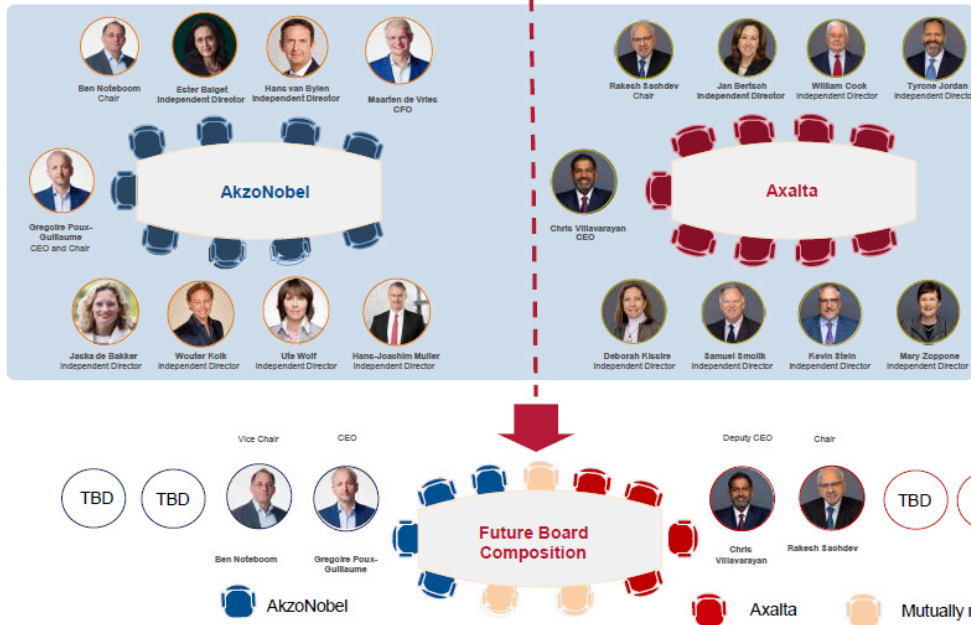 Ben Noteboom
Chair
Ester Baiget
Independent Director
Hans van Bylen
Independent Director
Maarten de Vries
CFO
Gregoire Poux-
Guillaume
CEO and Chair
AkzoNobel
Jaska de Bakker
Independent Director
Wouter Kolk
Independent Director
Ute Wolf
Independent Director
Hans-Joachim Muller
Independent Director
Rakesh Sachdev
Chair
Jan Bertsch
Independent Director
William Cook
Independent Director
Tyrone Jordan
Independent Director
Chris Villavarayan
CEO
Axalta
Deborah Kissire
Independent Director
Samuel Smolik
Independent Director
Kevin Stein
Independent Director
Mary Zoppone
Independent Director
Vice Chair
CEO
Deputy CEO
Chair
TBD
TBD
Future Board
Composition
TBD
Ben Noteboom
Gregoire Poux-
Guillaume
Chris
Villavarayan
Rakesh Sachdev
AkzoNobel
Axalta
Mutually